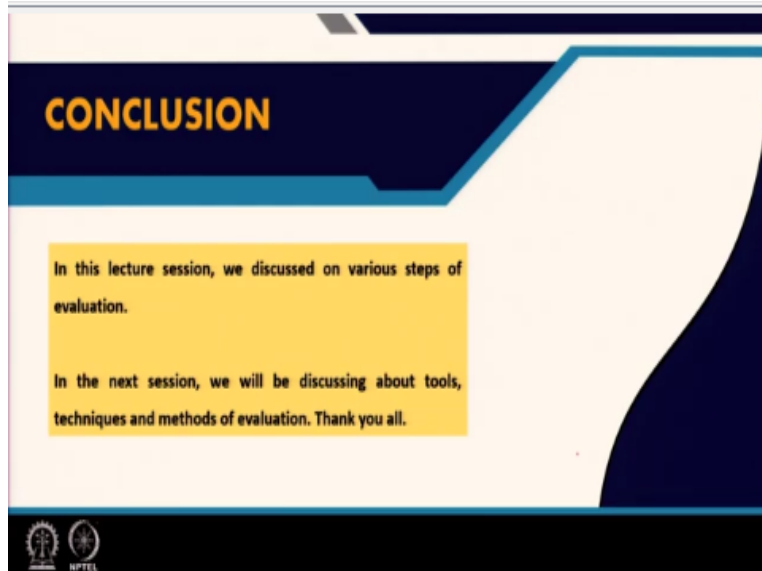 CONCLUSION
In this lecture session, we discussed on various steps of
evaluation.
In the next session, we will be discussing about tools,
techniques and methods of evaluation. Thank you all.
NPTEL